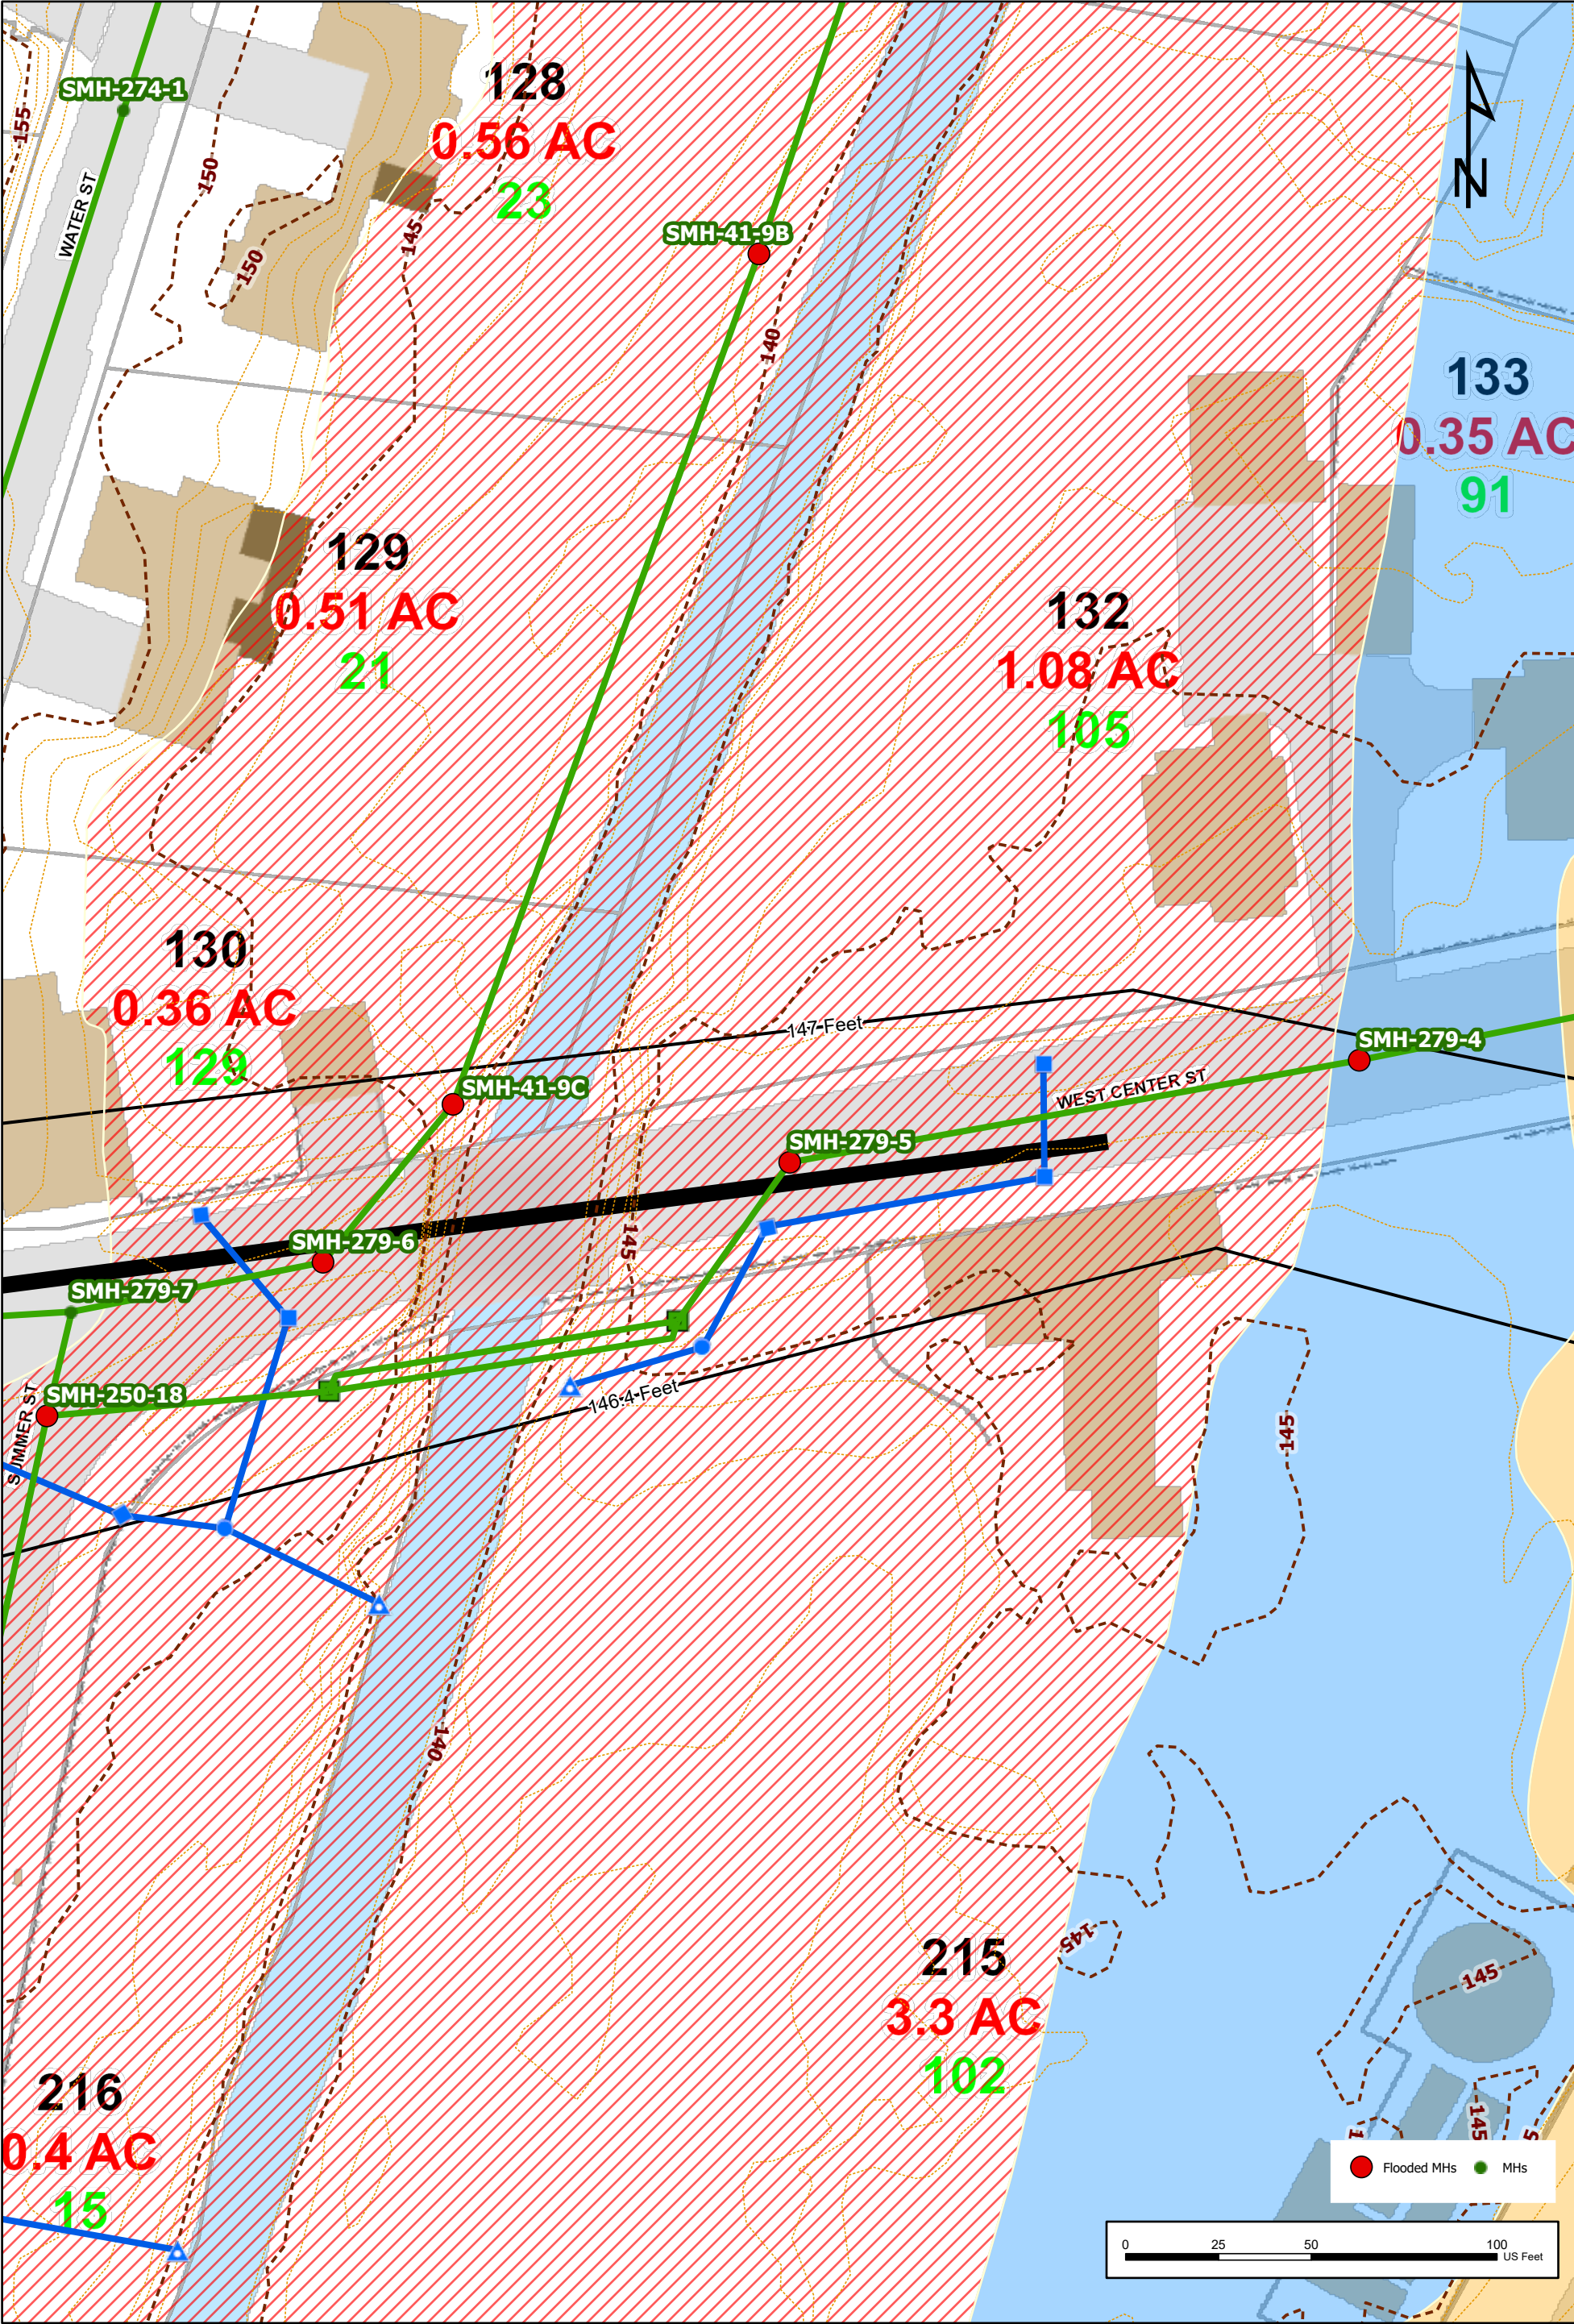 SMH-274-1
128
0.56 AC
23
155
150
WATER ST
150
145
SMH-41-9B
N
140
133
0.35 AC
91
129
0.51 AC
21
132
1.08 AC
105
130
0.36 AC
129
147 Feet
SMH-279-4
SMH-41-9C
WEST CENTER ST
SMH-279-5
SMH-279-6
145
SMH-279-7
SMH-250-18
SUMMER ST
146.4 Feet
145
140
215
3.3 AC
102
145
145
216
0.4 AC
15
145
1
5
Flooded MHs
MHs
0 25 50 100
US Feet